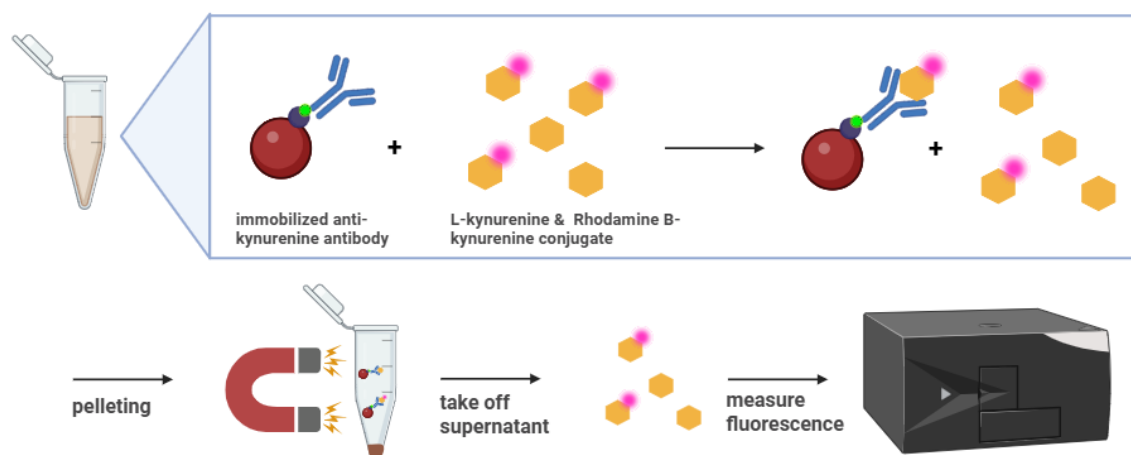 +
+
immobilized anti-
kynurenine antibody
L-kynurenine & Rhodamine B-
kynurenine conjugate
pelleting
take off
supernatant
measure
fluorescence